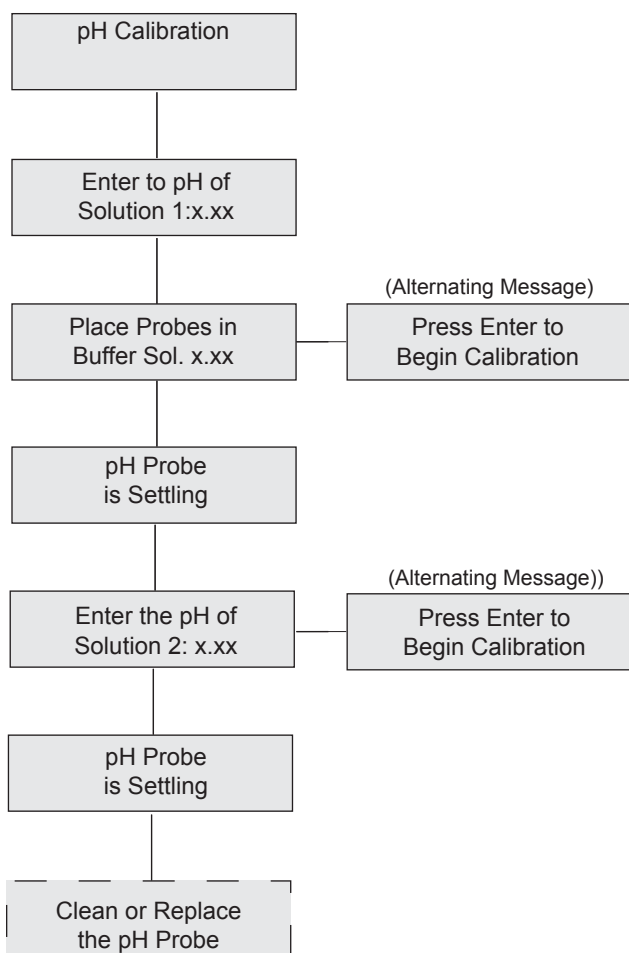 pH Calibration
Enter to pH of
Solution 1:x.xx
(Alternating Message)
Place Probes in
Buffer Sol. x.xx
Press Enter to
Begin Calibration
pH Probe
is Settling
(Alternating Message))
Enter the pH of
Solution 2: x.xx
Press Enter to
Begin Calibration
pH Probe
is Settling
Clean or Replace
the pH Probe